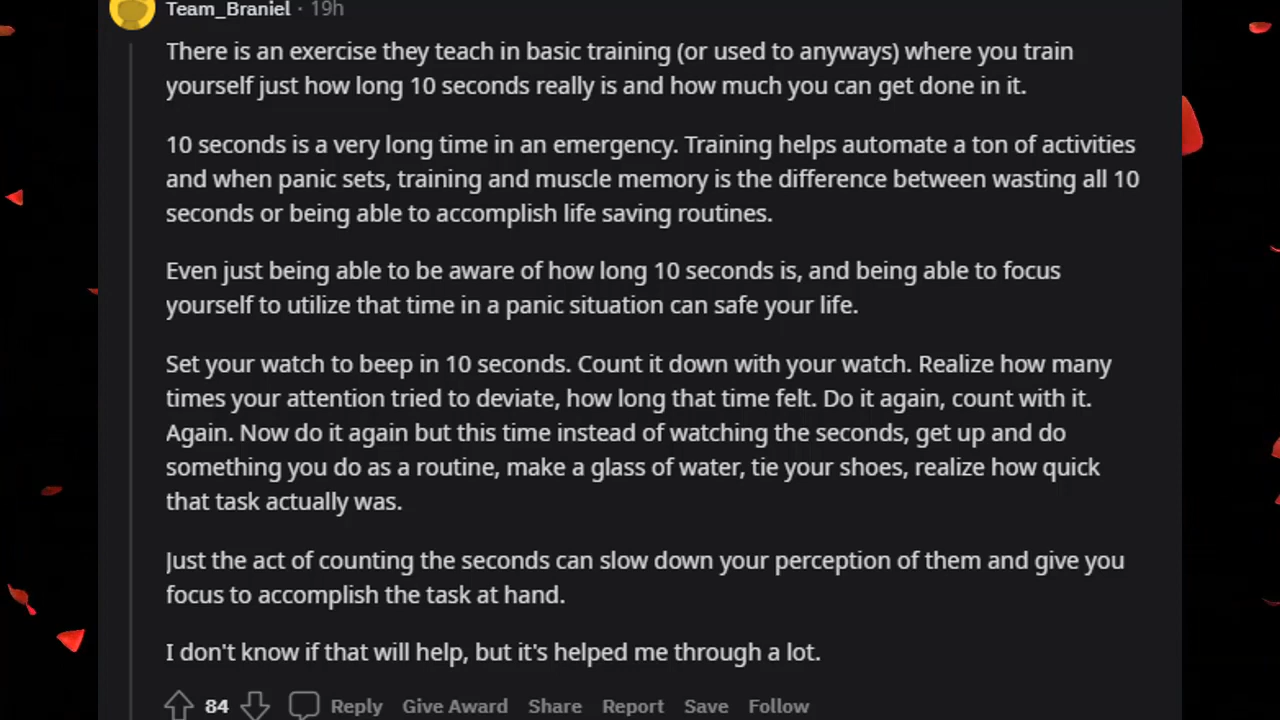 Team_Braniel · 19h
There is an exercise they teach in basic training (or used to anyways) where you train
yourself just how long 10 seconds really is and how much you can get done in it.
10 seconds is a very long time in an emergency. Training helps automate a ton of activities
and when panic sets, training and muscle memory is the difference between wasting all 10
seconds or being able to accomplish life saving routines.
Even just being able to be aware of how long 10 seconds is, and being able to focus
yourself to utilize that time in a panic situation can safe your life.
Set your watch to beep in 10 seconds. Count it down with your watch. Realize how many
times your attention tried to deviate, how long that time felt. Do it again, count with it.
Again. Now do it again but this time instead of watching the seconds, get up and do
something you do as a routine, make a glass of water, tie your shoes, realize how quick
that task actually was.
Just the act of counting the seconds can slow down your perception of them and give you
focus to accomplish the task at hand.
I don't know if that will help, but it's helped me through a lot.
84 Reply Give Award Share Report Save Follow